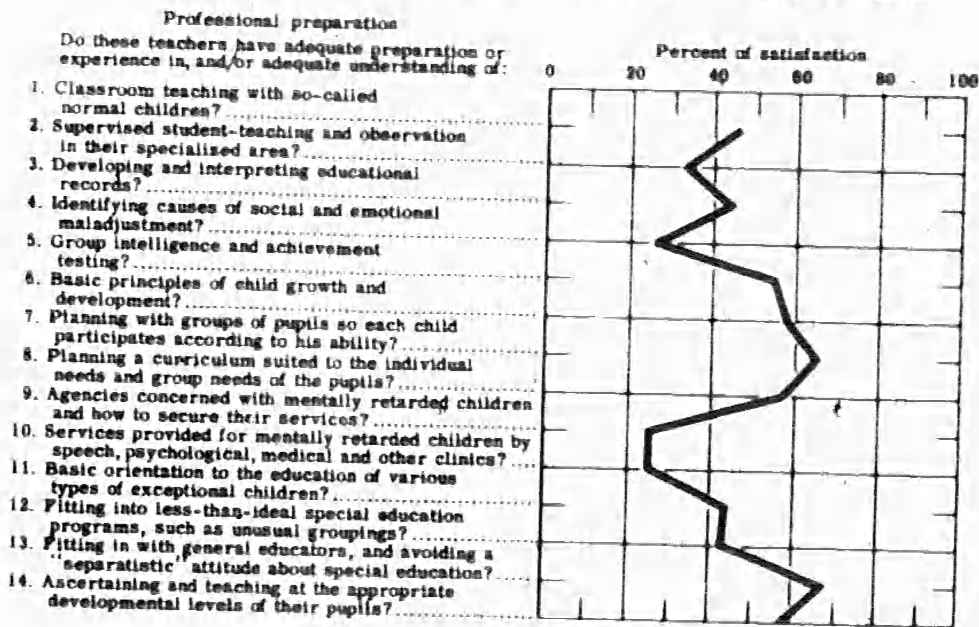 Professional preparation
Do these teachers have adequate preparation or
experience in, and/or adequate understanding of:
Percent of satisfaction
0 20 40 60 80 100
1. Classroom teaching with so-called
normal children?
2. Supervised student-teaching and observation
in their specialized area?
3. Developing and interpreting educational
records?
4. Identifying causes of social and emotional
maladjustment?
5. Group intelligence and achievement
testing?
6. Basic principles of child growth and
development?
7. Planning with groups of pupils so each child
participates according to his ability?
8. Planning a curriculum suited to the individual
needs and group needs of the pupils?
9. Agencies concerned with mentally retarded children
and how to secure their services?
10. Services provided for mentally retarded children by
speech, psychological, medical and other clinics?
11. Basic orientation to the education of various
types of exceptional children?
12. Fitting into less-than-ideal special education
programs, such as unusual groupings?
13. Fitting in with general educators, and avoiding a
"separatistic" attitude about special education?
14. Ascertaining and teaching at the appropriate
developmental levels of their pupils?